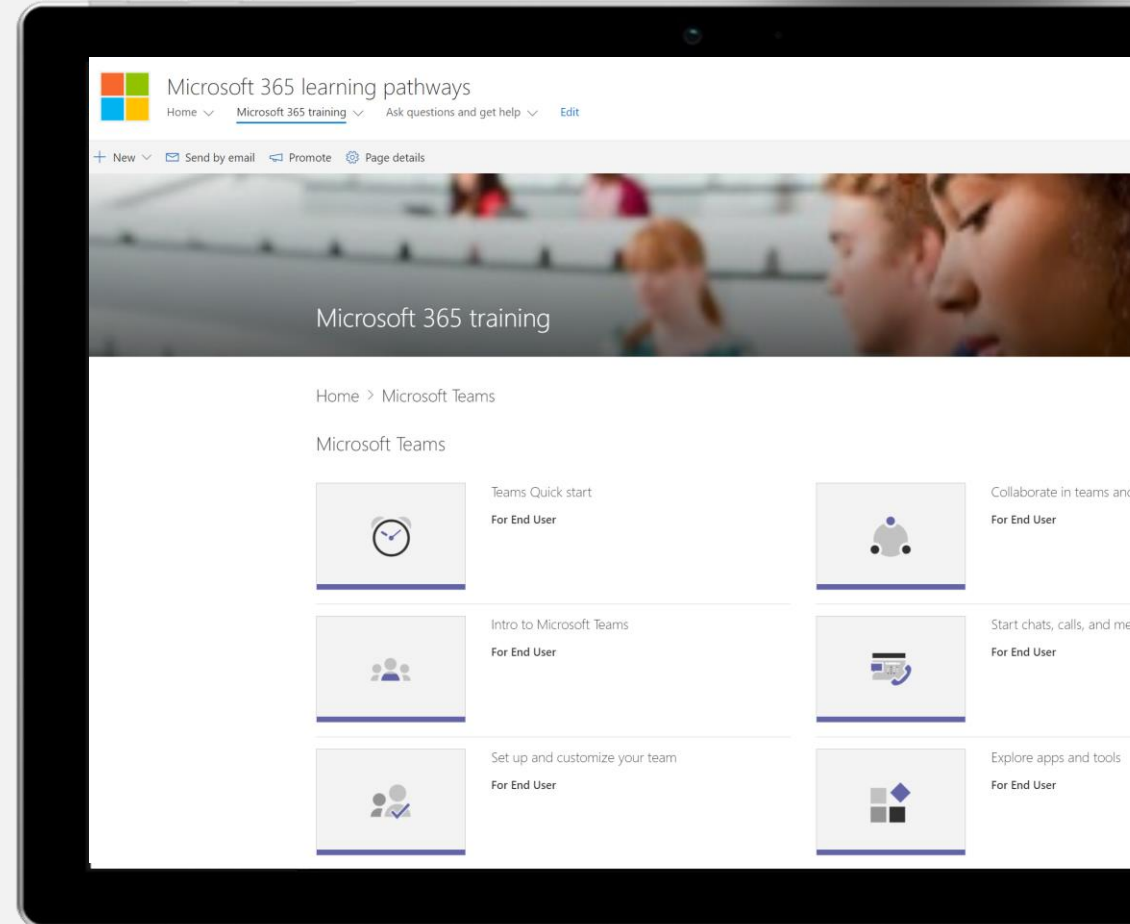 Microsoft 365 learning pathways
Home Microsoft 365 training Ask questions and get help Edit
New Send by email Promote Page details
Microsoft 365 training
Home > Microsoft Teams
Microsoft Teams
Teams Quick start
For End User
Collaborate in teams and
For End User
Intro to Microsoft Teams
For End User
Start chats, calls, and me
For End User
Set up and customize your team
For End User
Explore apps and tools
For End User